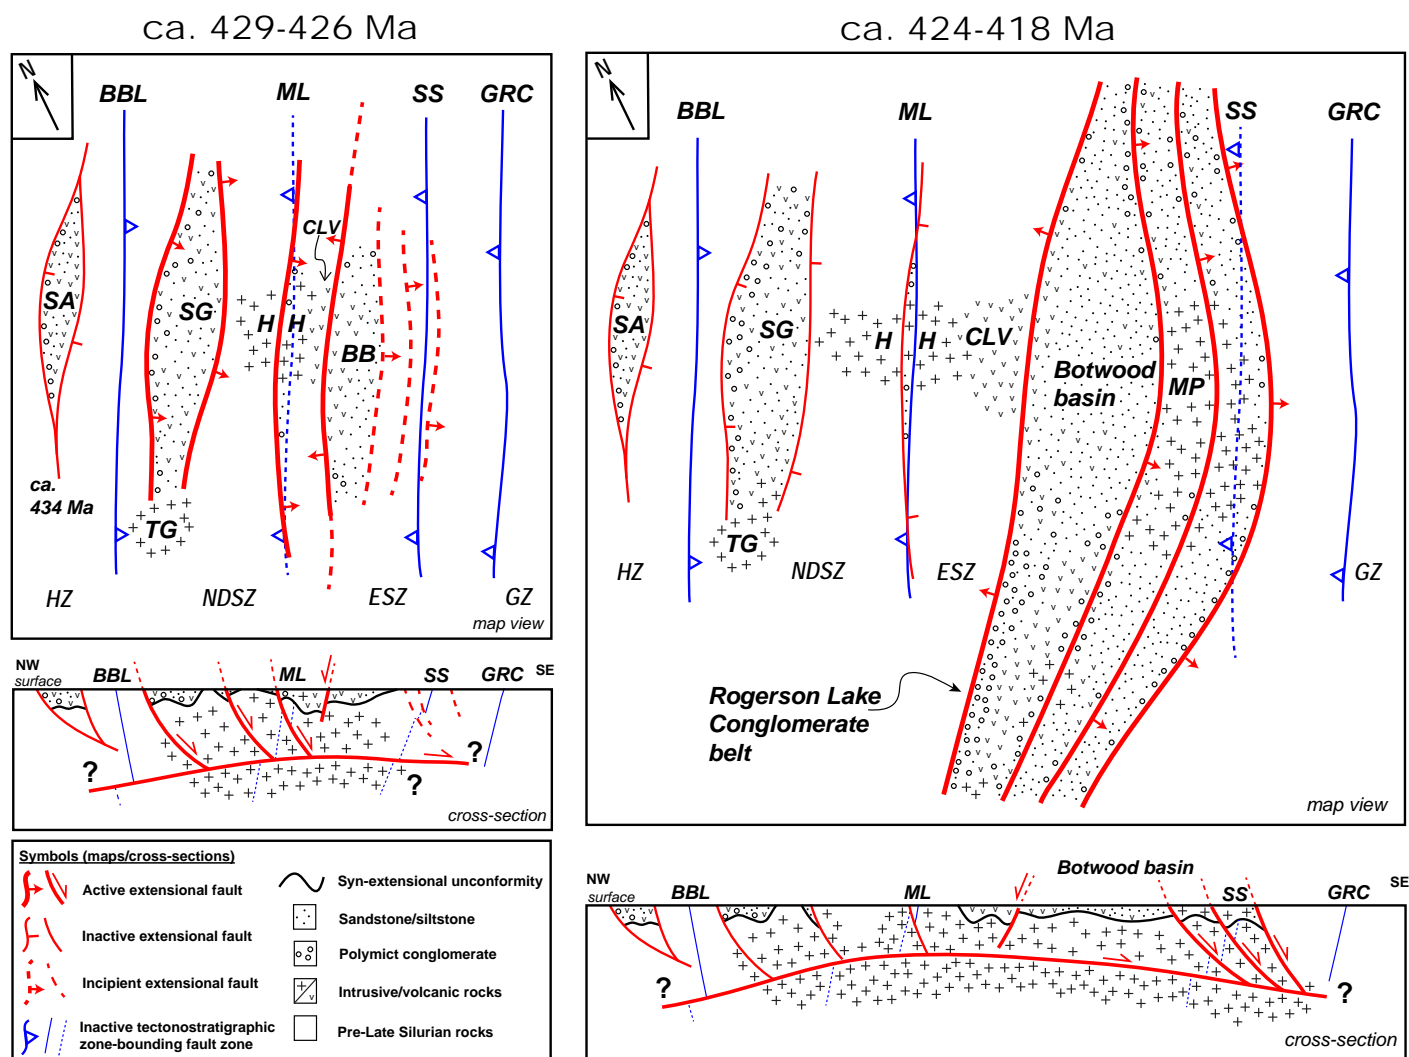 ca. 429-426 Ma
N
BBL
ML
SS
GRC
CLV
SA
SG
H
H
BB
ca.
434 Ma
TG
HZ
NDSZ
ESZ
GZ
map view
NW
surface
BBL
ML
SS
GRC
SE
?
?
?
cross-section
Symbols (maps/cross-sections)
Active extensional fault
Inactive extensional fault
Incipient extensional fault
Inactive tectonostratigraphic
zone-bounding fault zone
Syn-extensional unconformity
Sandstone/siltstone
Polymict conglomerate
Intrusive/volcanic rocks
Pre-Late Silurian rocks
ca. 424-418 Ma
N
BBL
ML
SS
GRC
SA
SG
H
H
CLV
Botwood
basin
MP
TG
HZ
NDSZ
ESZ
GZ
Rogerson Lake
Conglomerate
belt
map view
NW
surface
BBL
ML
Botwood basin
SS
GRC
SE
?
?
cross-section